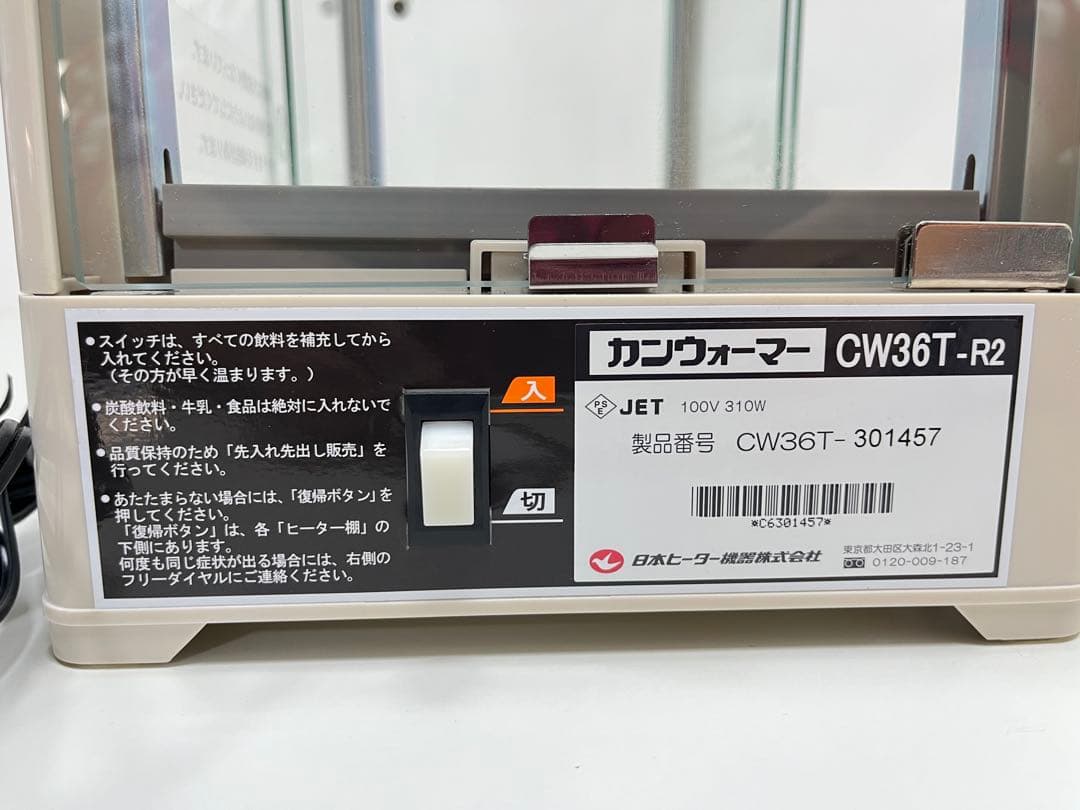 ●スイッチは、すべての飲料を補充してから
入れてください。
（その方が早く温まります。）
●炭酸飲料・牛乳・食品は絶対に入れないで
ください。
●品質保持のため「先入れ先出し販売」を
行ってください。
●あたたまらない場合には、「復帰ボタン」を
押してください。
「復帰ボタン」は、各「ヒーター棚」の
下側にあります。
何度も同じ症状が出る場合には、右側の
フリーダイヤルにご連絡ください。
入
切
カンウォーマー CW36T-R2
PSE JET 100V 310W
製品番号 CW36T-301457
*C6301457*
日本ヒーター機器株式会社
東京都大田区大森北1-23-1
0120-009-187